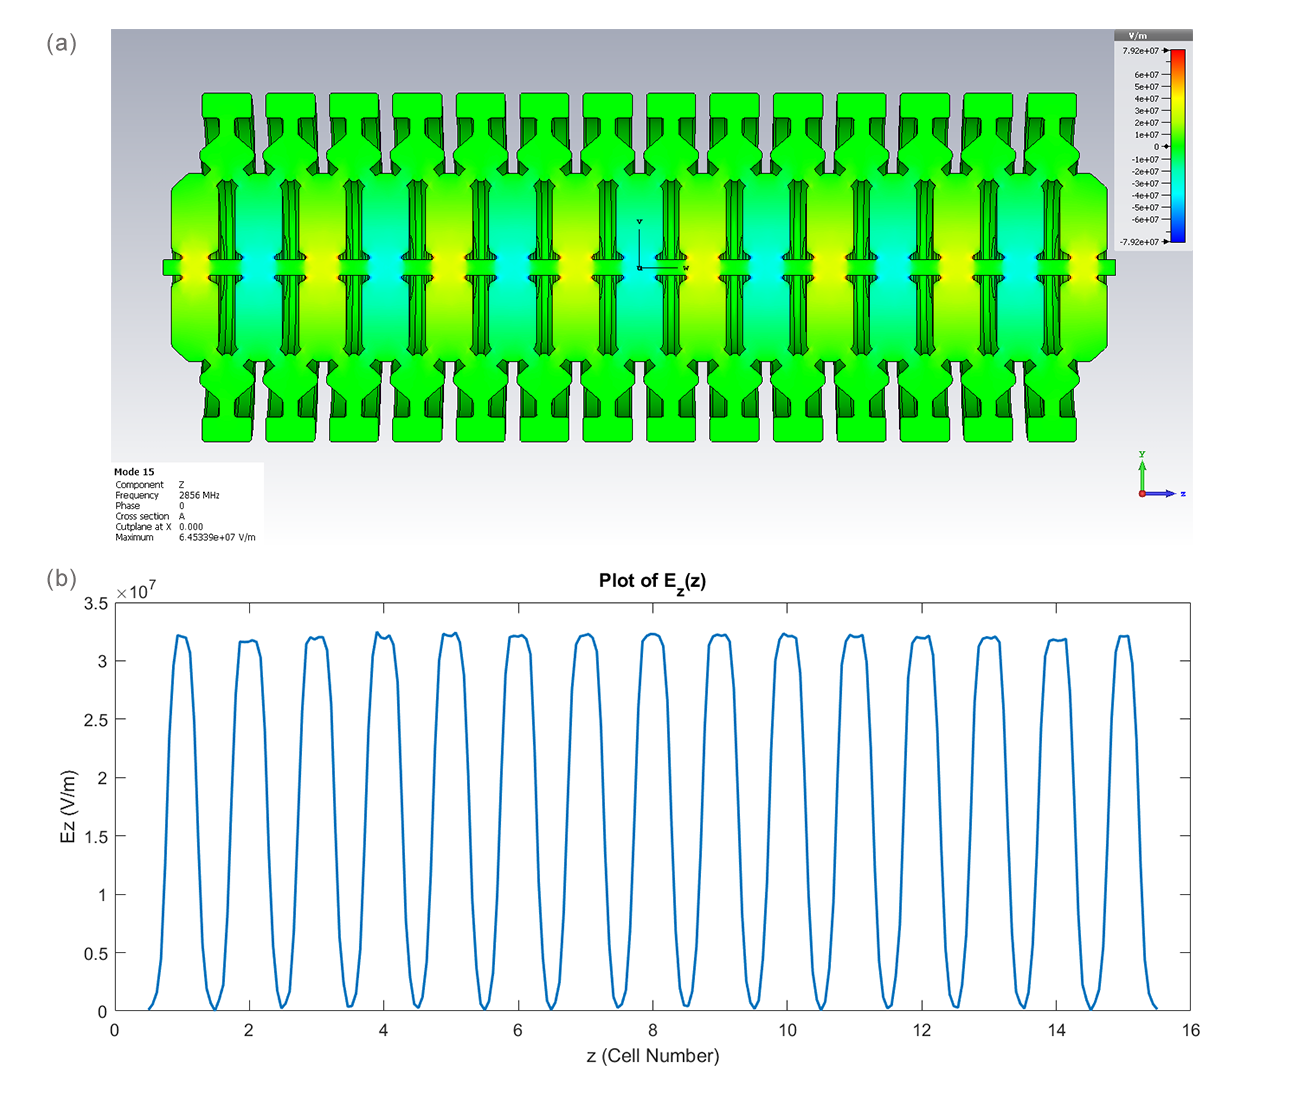 (a)
V/m
7.92e+07
6e+07
5e+07
4e+07
3e+07
2e+07
1e+07
0
-1e+07
-2e+07
-3e+07
-4e+07
-5e+07
-6e+07
-7.92e+07
v
w
y
z
Mode 15
Component Z
Frequency 2856 MHz
Phase 0
Cross section A
Cutplane at X 0.000
Maximum 6.45339e+07 V/m
(b)
Plot of E_z(z)
×10^7
3.5
3
2.5
2
1.5
1
0.5
0
Ez (V/m)
0 2 4 6 8 10 12 14 16
z (Cell Number)